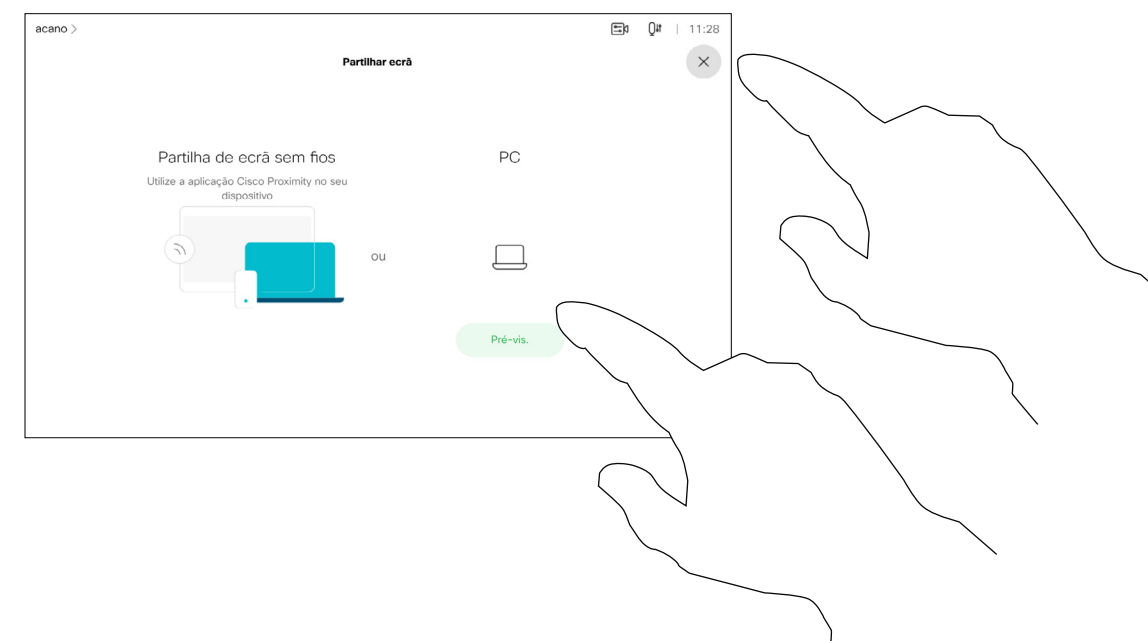 acano
11:28
Partilhar ecrã
Partilha de ecrã sem fios
PC
Utilize a aplicação Cisco Proximity no seu
dispositivo
ou
Pré-vis.